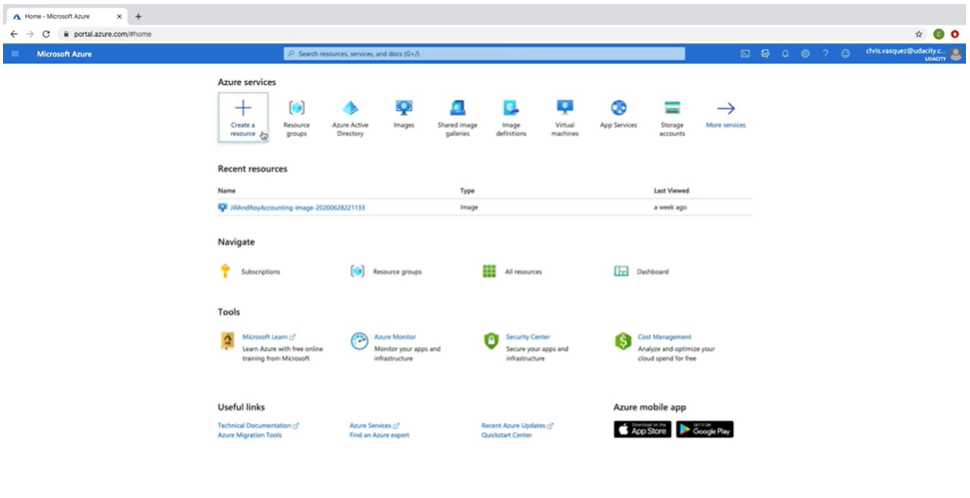 Home - Microsoft Azure
portal.azure.com/#home
Microsoft Azure
Search resources, services, and docs (G+/)
chris.vasquez@udacity.c...
UDACITY
Azure services
Create a resource
Resource groups
Azure Active Directory
Images
Shared image galleries
Image definitions
Virtual machines
App Services
Storage accounts
More services
Recent resources
Name Type Last Viewed
JillAndRoyAccounting-image-20200628221133 Image a week ago
Navigate
Subscriptions Resource groups All resources Dashboard
Tools
Microsoft Learn
Learn Azure with free online
training from Microsoft
Azure Monitor
Monitor your apps and
infrastructure
Security Center
Secure your apps and
infrastructure
Cost Management
Analyze and optimize your
cloud spend for free
Useful links
Technical Documentation Azure Services Recent Azure Updates
Azure Migration Tools Find an Azure expert Quickstart Center
Azure mobile app
Download on the
App Store
GET IT ON
Google Play